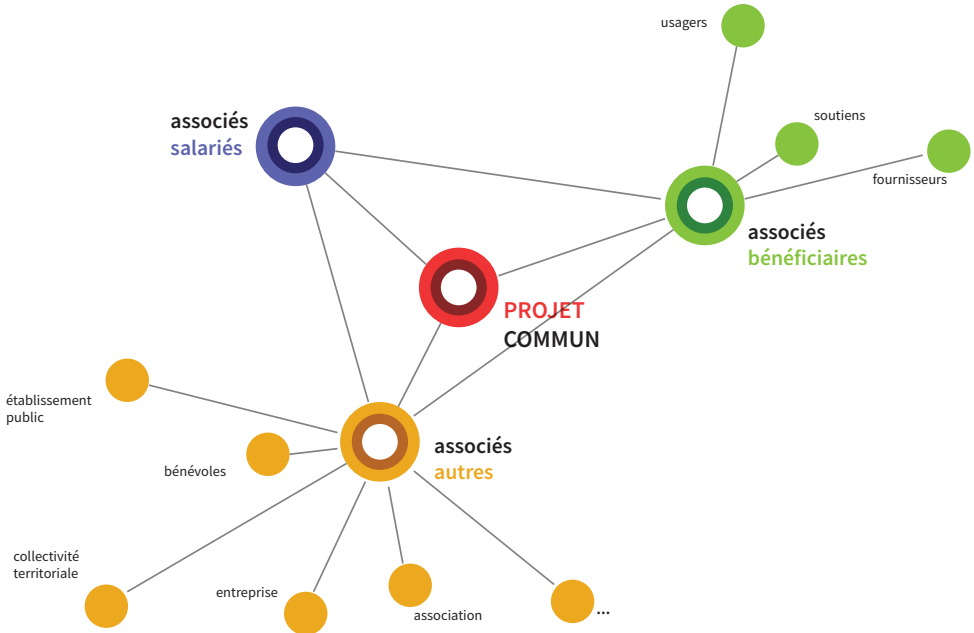 usagers
soutiens
fournisseurs
associés
salariés
associés
bénéficiaires
PROJET
COMMUN
établissement
public
bénévoles
associés
autres
collectivité
territoriale
entreprise
association
...